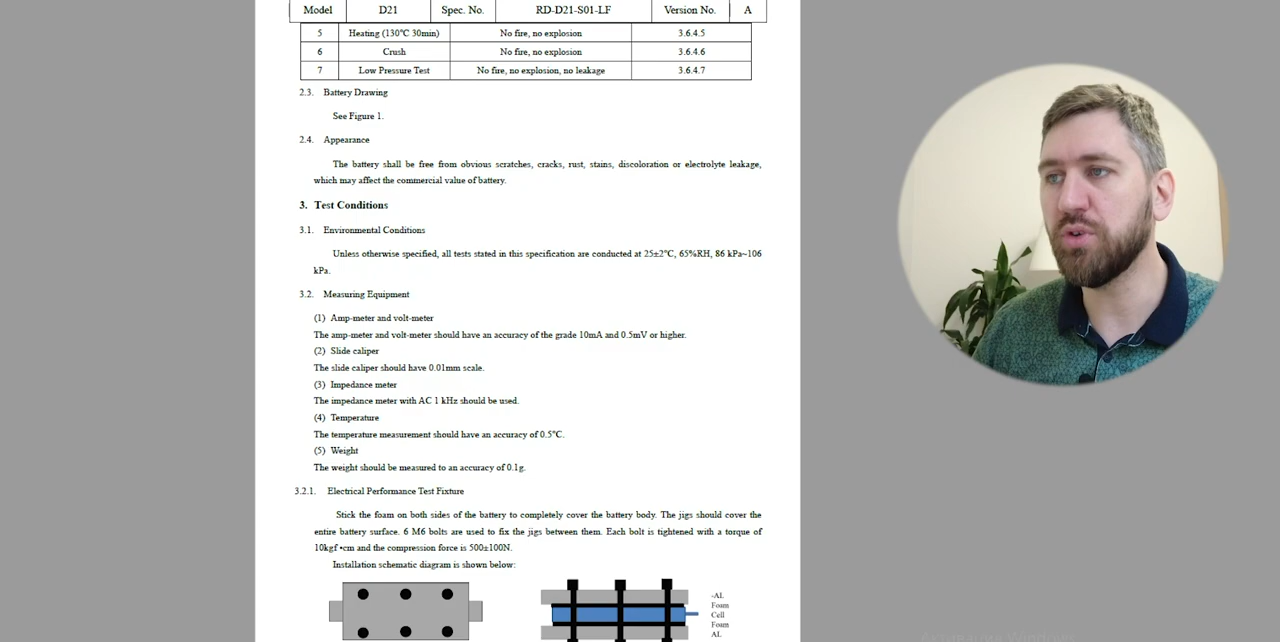 Model D21 Spec. No. RD-D21-S01-LF Version No. A
5 Heating (130℃ 30min) No fire, no explosion 3.6.4.5
6 Crush No fire, no explosion 3.6.4.6
7 Low Pressure Test No fire, no explosion, no leakage 3.6.4.7
2.3. Battery Drawing
See Figure 1.
2.4. Appearance
The battery shall be free from obvious scratches, cracks, rust, stains, discoloration or electrolyte leakage,
which may affect the commercial value of battery.
3. Test Conditions
3.1. Environmental Conditions
Unless otherwise specified, all tests stated in this specification are conducted at 25±2℃, 65%RH, 86 kPa~106
kPa.
3.2. Measuring Equipment
(1) Amp-meter and volt-meter
The amp-meter and volt-meter should have an accuracy of the grade 10mA and 0.5mV or higher.
(2) Slide caliper
The slide caliper should have 0.01mm scale.
(3) Impedance meter
The impedance meter with AC 1 kHz should be used.
(4) Temperature
The temperature measurement should have an accuracy of 0.5℃.
(5) Weight
The weight should be measured to an accuracy of 0.1g.
3.2.1. Electrical Performance Test Fixture
Stick the foam on both sides of the battery to completely cover the battery body. The jigs should cover the
entire battery surface. 6 M6 bolts are used to fix the jigs between them. Each bolt is tightened with a torque of
10kgf •cm and the compression force is 500±100N.
Installation schematic diagram is shown below:
-AL
Foam
Cell
Foam
AL